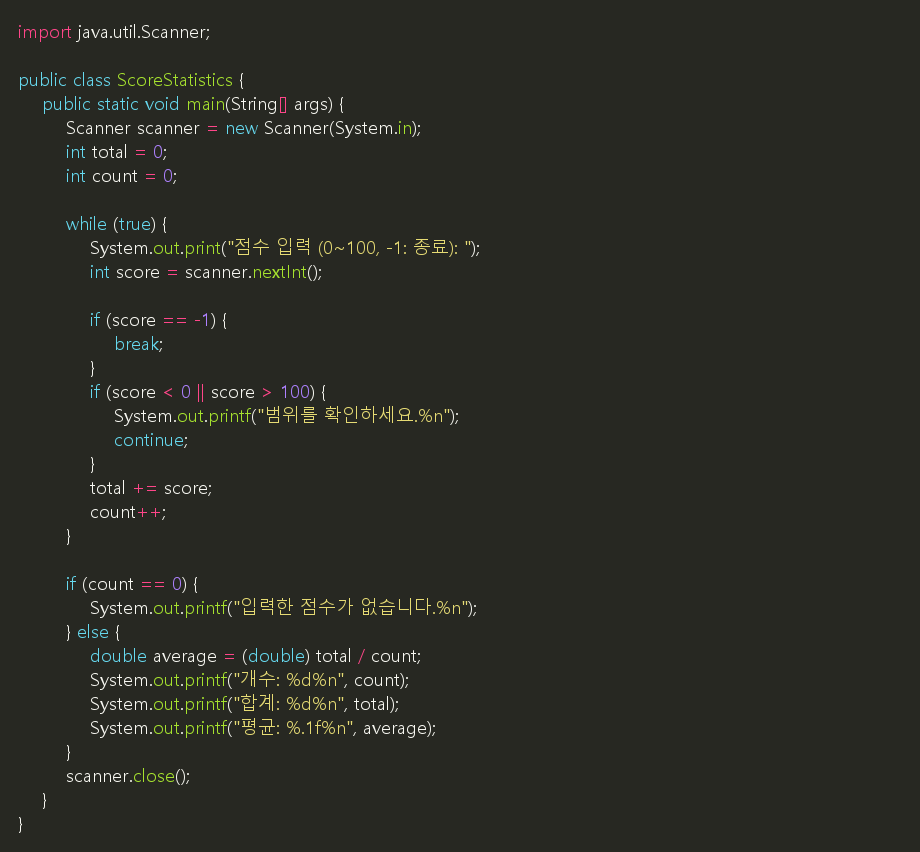 import java.util.Scanner;

public class ScoreStatistics {
    public static void main(String[] args) {
        Scanner scanner = new Scanner(System.in);
        int total = 0;
        int count = 0;

        while (true) {
            System.out.print("점수 입력 (0~100, -1: 종료): ");
            int score = scanner.nextInt();

            if (score == -1) {
                break;
            }
            if (score < 0 || score > 100) {
                System.out.printf("범위를 확인하세요.%n");
                continue;
            }
            total += score;
            count++;
        }

        if (count == 0) {
            System.out.printf("입력한 점수가 없습니다.%n");
        } else {
            double average = (double) total / count;
            System.out.printf("개수: %d%n", count);
            System.out.printf("합계: %d%n", total);
            System.out.printf("평균: %.1f%n", average);
        }
        scanner.close();
    }
}